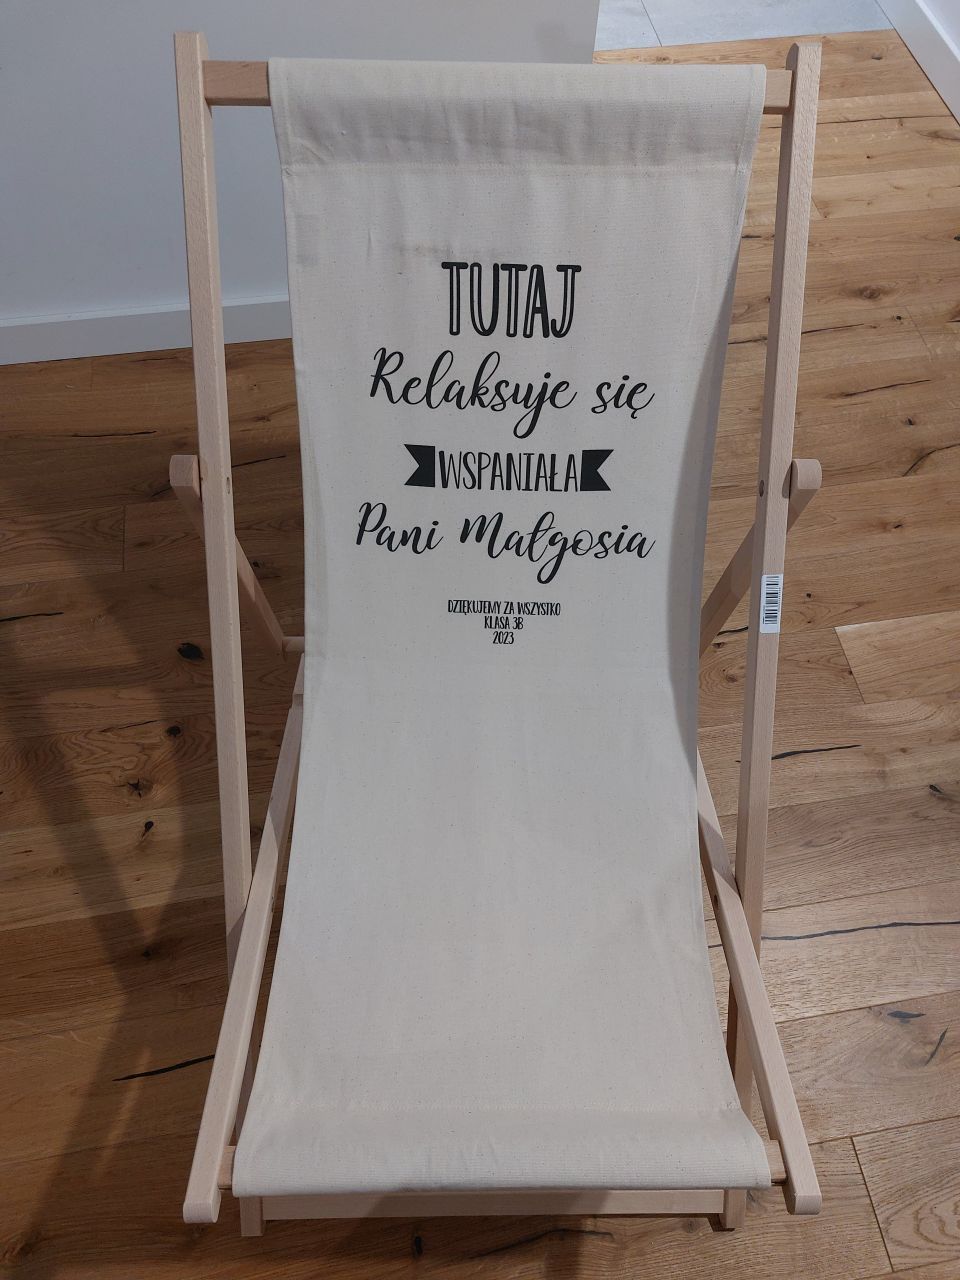 TUTAJ
Relaksuje się
WSPANIAŁA
Pani Małgosia
DZIĘKUJEMY ZA WSZYSTKO
KLASA 3B
2023